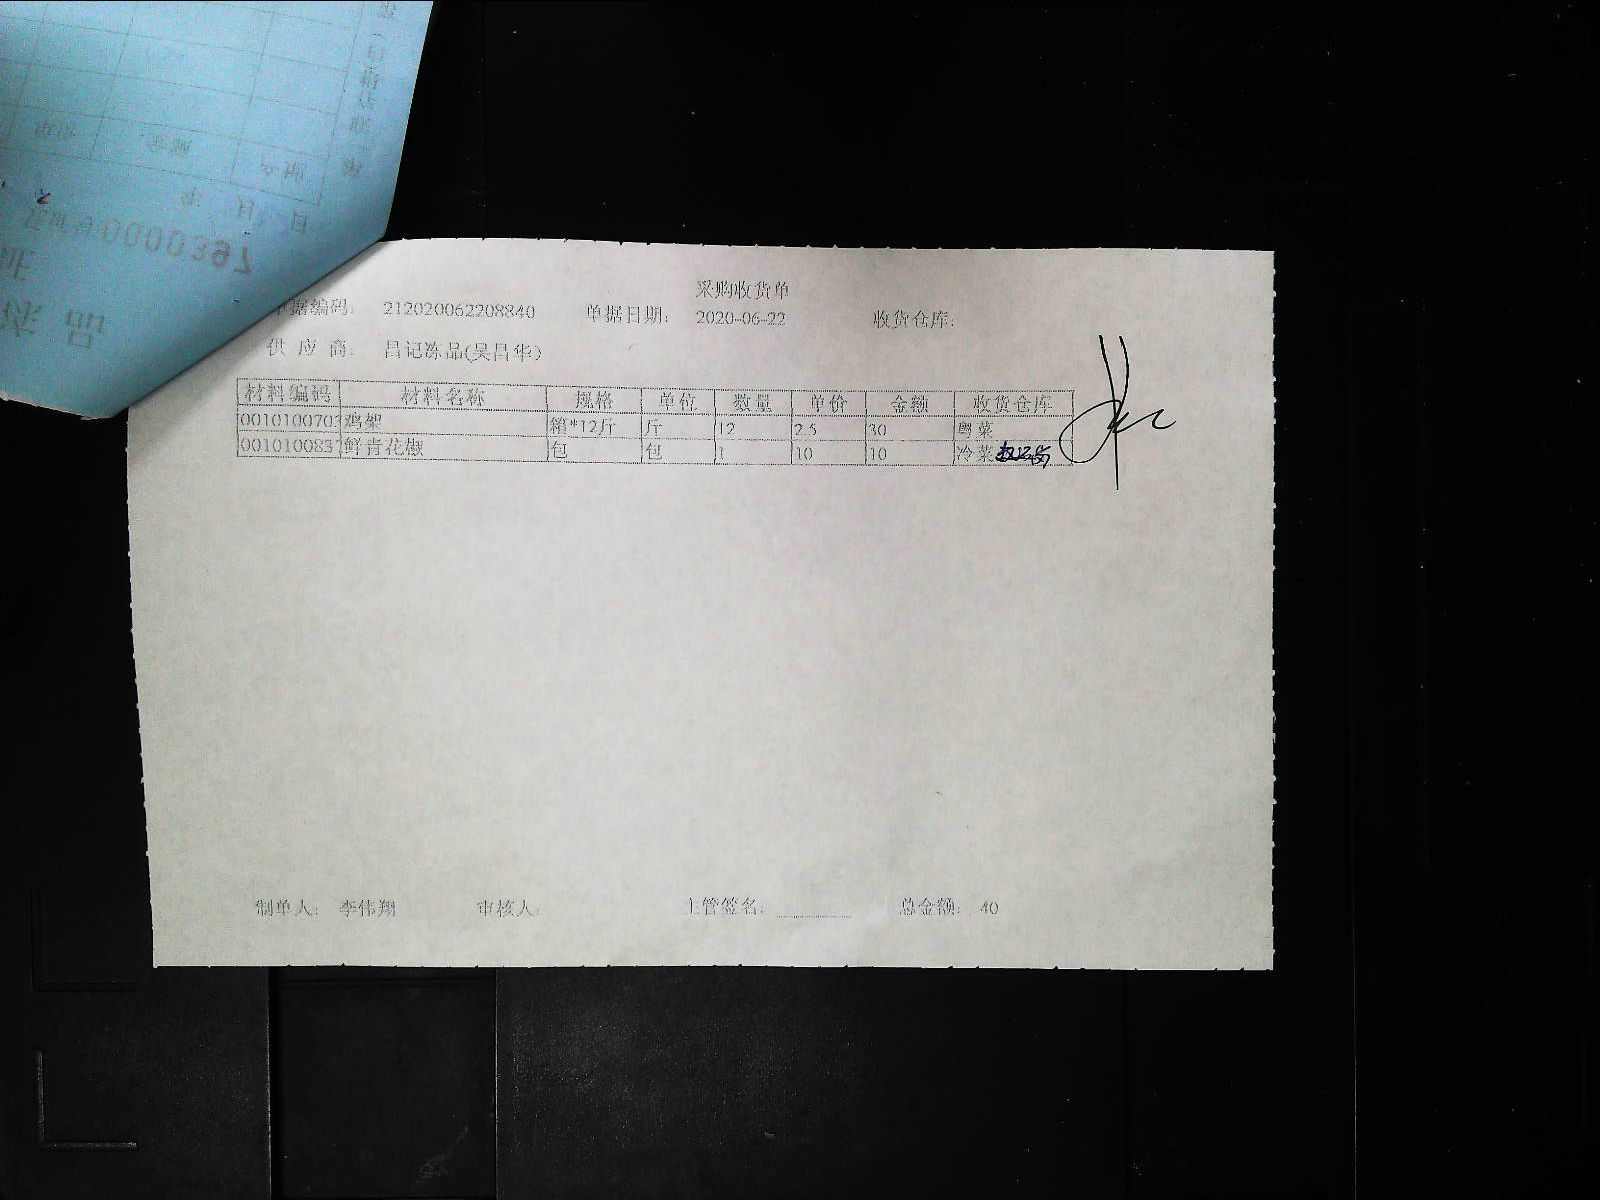 采购收货单
单据编码: 212020062208840 单据日期: 2020-06-22 收货仓库:
供应商: 吕记冻品(吴昌华)
材料编码 材料名称 规格 单位 数量 单价 金额 收货仓库
0010100703 鸡架 箱*12斤 斤 12 2.5 30 粤菜
0010100837 鲜青花椒 包 包 1 10 10 冷菜
制单人: 李伟翔 审核人: 主管签名: 总金额: 40
0000397